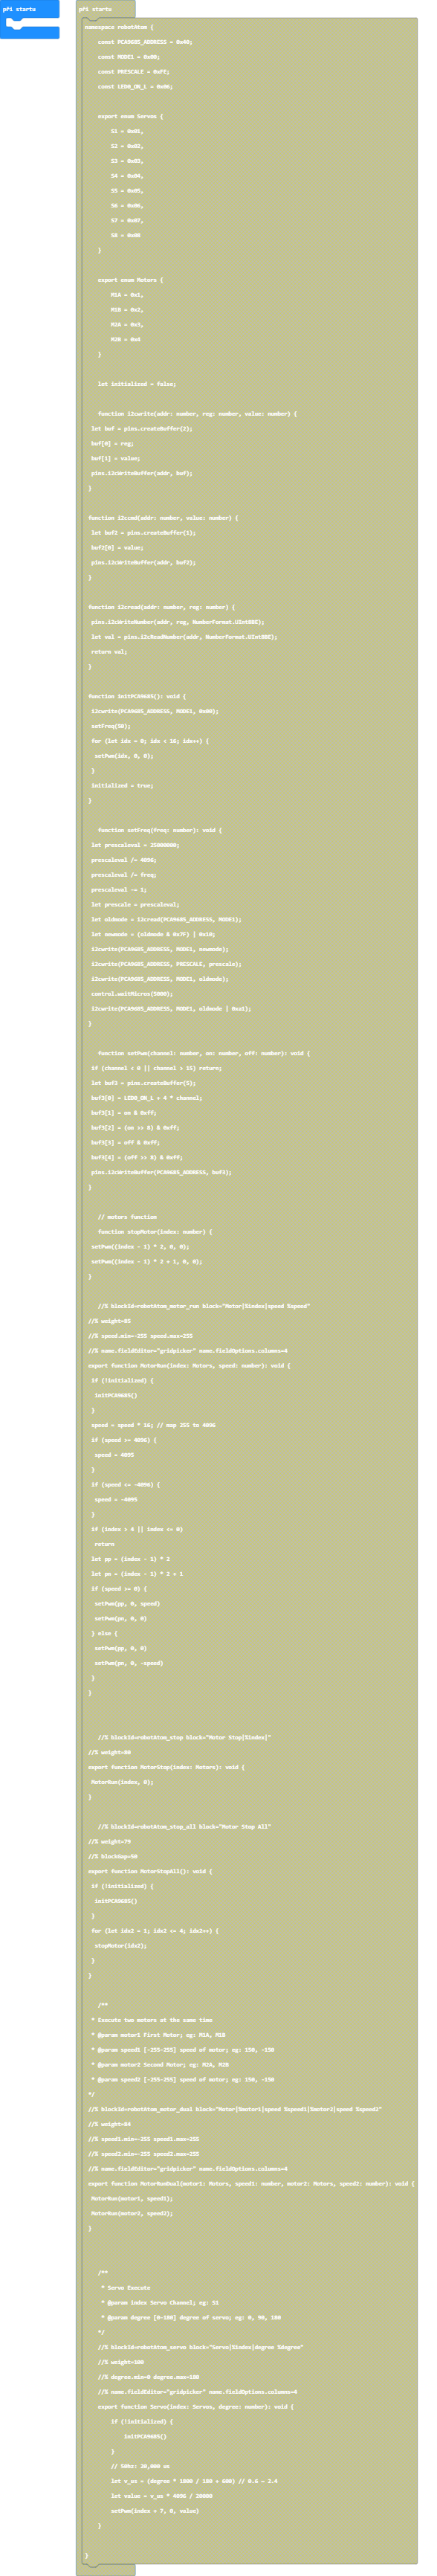 při startu
při startu
namespace robotAtom {
const PCA9685_ADDRESS = 0x40;
const MODE1 = 0x00;
const PRESCALE = 0xFE;
const LED0_ON_L = 0x06;
export enum Servos {
S1 = 0x01,
S2 = 0x02,
S3 = 0x03,
S4 = 0x04,
S5 = 0x05,
S6 = 0x06,
S7 = 0x07,
S8 = 0x08
}
export enum Motors {
M1A = 0x1,
M1B = 0x2,
M2A = 0x3,
M2B = 0x4
}
let initialized = false;
function i2cwrite(addr: number, reg: number, value: number) {
let buf = pins.createBuffer(2);
buf[0] = reg;
buf[1] = value;
pins.i2cWriteBuffer(addr, buf);
}
function i2ccmd(addr: number, value: number) {
let buf2 = pins.createBuffer(1);
buf2[0] = value;
pins.i2cWriteBuffer(addr, buf2);
}
function i2cread(addr: number, reg: number) {
pins.i2cWriteNumber(addr, reg, NumberFormat.UInt8BE);
let val = pins.i2cReadNumber(addr, NumberFormat.UInt8BE);
return val;
}
function initPCA9685(): void {
i2cwrite(PCA9685_ADDRESS, MODE1, 0x00);
setFreq(50);
for (let idx = 0; idx < 16; idx++) {
setPwm(idx, 0, 0);
}
initialized = true;
}
function setFreq(freq: number): void {
let prescaleval = 25000000;
prescaleval /= 4096;
prescaleval /= freq;
prescaleval -= 1;
let prescale = prescaleval;
let oldmode = i2cread(PCA9685_ADDRESS, MODE1);
let newmode = (oldmode & 0x7F) | 0x10;
i2cwrite(PCA9685_ADDRESS, MODE1, newmode);
i2cwrite(PCA9685_ADDRESS, PRESCALE, prescale);
i2cwrite(PCA9685_ADDRESS, MODE1, oldmode);
control.waitMicros(5000);
i2cwrite(PCA9685_ADDRESS, MODE1, oldmode | 0xa1);
}
function setPwm(channel: number, on: number, off: number): void {
if (channel < 0 || channel > 15) return;
let buf3 = pins.createBuffer(5);
buf3[0] = LED0_ON_L + 4 * channel;
buf3[1] = on & 0xff;
buf3[2] = (on >> 8) & 0xff;
buf3[3] = off & 0xff;
buf3[4] = (off >> 8) & 0xff;
pins.i2cWriteBuffer(PCA9685_ADDRESS, buf3);
}
// motors function
function stopMotor(index: number) {
setPwm((index - 1) * 2, 0, 0);
setPwm((index - 1) * 2 + 1, 0, 0);
}
//% blockId=robotAtom_motor_run block="Motor|%index|speed %speed"
//% weight=85
//% speed.min=-255 speed.max=255
//% name.fieldEditor="gridpicker" name.fieldOptions.columns=4
export function MotorRun(index: Motors, speed: number): void {
if (!initialized) {
initPCA9685()
}
speed = speed * 16; // map 255 to 4096
if (speed >= 4096) {
speed = 4095
}
if (speed <= -4096) {
speed = -4095
}
if (index > 4 || index <= 0)
return
let pp = (index - 1) * 2
let pn = (index - 1) * 2 + 1
if (speed >= 0) {
setPwm(pp, 0, speed)
setPwm(pn, 0, 0)
} else {
setPwm(pp, 0, 0)
setPwm(pn, 0, -speed)
}
}
//% blockId=robotAtom_stop block="Motor Stop|%index|"
//% weight=80
export function MotorStop(index: Motors): void {
MotorRun(index, 0);
}
//% blockId=robotAtom_stop_all block="Motor Stop All"
//% weight=79
//% blockGap=50
export function MotorStopAll(): void {
if (!initialized) {
initPCA9685()
}
for (let idx2 = 1; idx2 <= 4; idx2++) {
stopMotor(idx2);
}
}
/**
* Execute two motors at the same time
* @param motor1 First Motor; eg: M1A, M1B
* @param speed1 [-255-255] speed of motor; eg: 150, -150
* @param motor2 Second Motor; eg: M2A, M2B
* @param speed2 [-255-255] speed of motor; eg: 150, -150
*/
//% blockId=robotAtom_motor_dual block="Motor|%motor1|speed %speed1|%motor2|speed %speed2"
//% weight=84
//% speed1.min=-255 speed1.max=255
//% speed2.min=-255 speed2.max=255
//% name.fieldEditor="gridpicker" name.fieldOptions.columns=4
export function MotorRunDual(motor1: Motors, speed1: number, motor2: Motors, speed2: number): void {
MotorRun(motor1, speed1);
MotorRun(motor2, speed2);
}
/**
* Servo Execute
* @param index Servo Channel; eg: S1
* @param degree [0-180] degree of servo; eg: 0, 90, 180
*/
//% blockId=robotAtom_servo block="Servo|%index|degree %degree"
//% weight=100
//% degree.min=0 degree.max=180
//% name.fieldEditor="gridpicker" name.fieldOptions.columns=4
export function Servo(index: Servos, degree: number): void {
if (!initialized) {
initPCA9685()
}
// 50hz: 20,000 us
let v_us = (degree * 1800 / 180 + 600) // 0.6 ~ 2.4
let value = v_us * 4096 / 20000
setPwm(index + 7, 0, value)
}
}